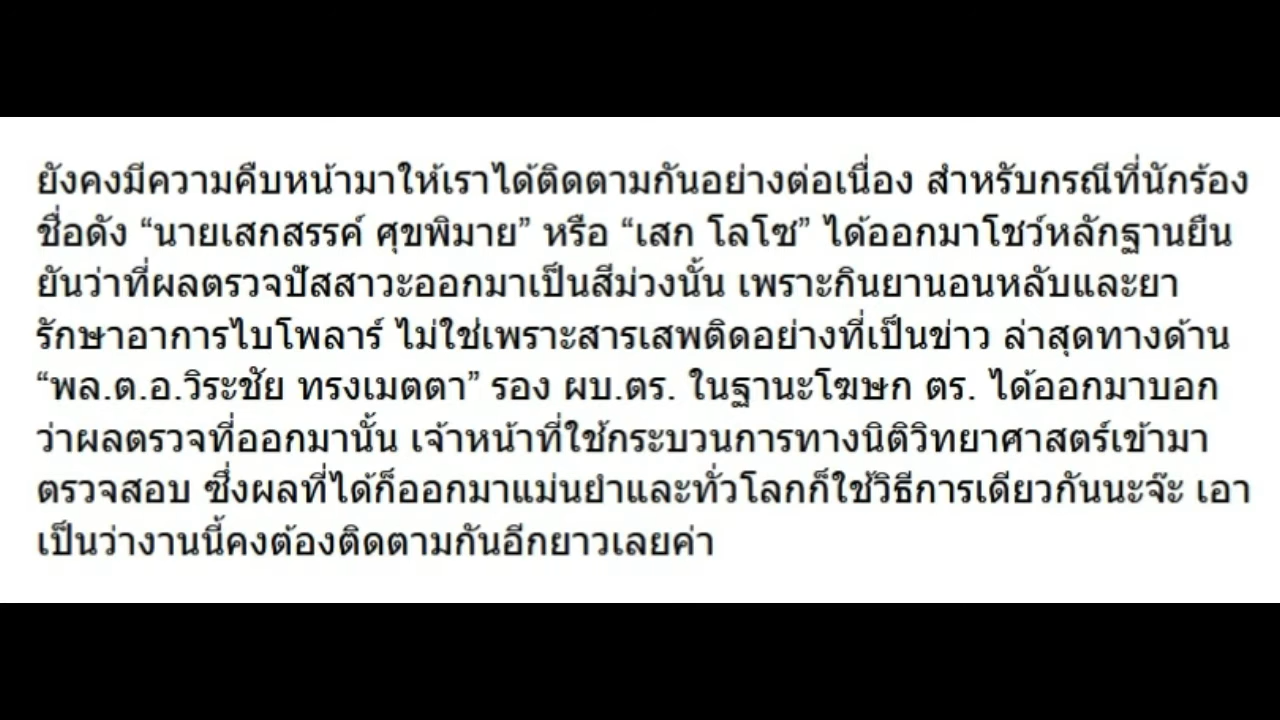 ยังคงมีความคืบหน้ามาให้เราได้ติดตามกันอย่างต่อเนื่อง สำหรับกรณีที่นักร้อง
ชื่อดัง “นายเสกสรรค์ ศุขพิมาย” หรือ “เสก โลโซ” ได้ออกมาโชว์หลักฐานยืน
ยันว่าที่ผลตรวจปัสสาวะออกมาเป็นสีม่วงนั้น เพราะกินยานอนหลับและยา
รักษาอาการไบโพลาร์ ไม่ใช่เพราะสารเสพติดอย่างที่เป็นข่าว ล่าสุดทางด้าน
“พล.ต.อ.วิระชัย ทรงเมตตา” รอง ผบ.ตร. ในฐานะโฆษก ตร. ได้ออกมาบอก
ว่าผลตรวจที่ออกมานั้น เจ้าหน้าที่ใช้กระบวนการทางนิติวิทยาศาสตร์เข้ามา
ตรวจสอบ ซึ่งผลที่ได้ก็ออกมาแม่นยำและทั่วโลกก็ใช้วิธีการเดียวกันนะจ๊ะ เอา
เป็นว่างานนี้คงต้องติดตามกันอีกยาวเลยค่า